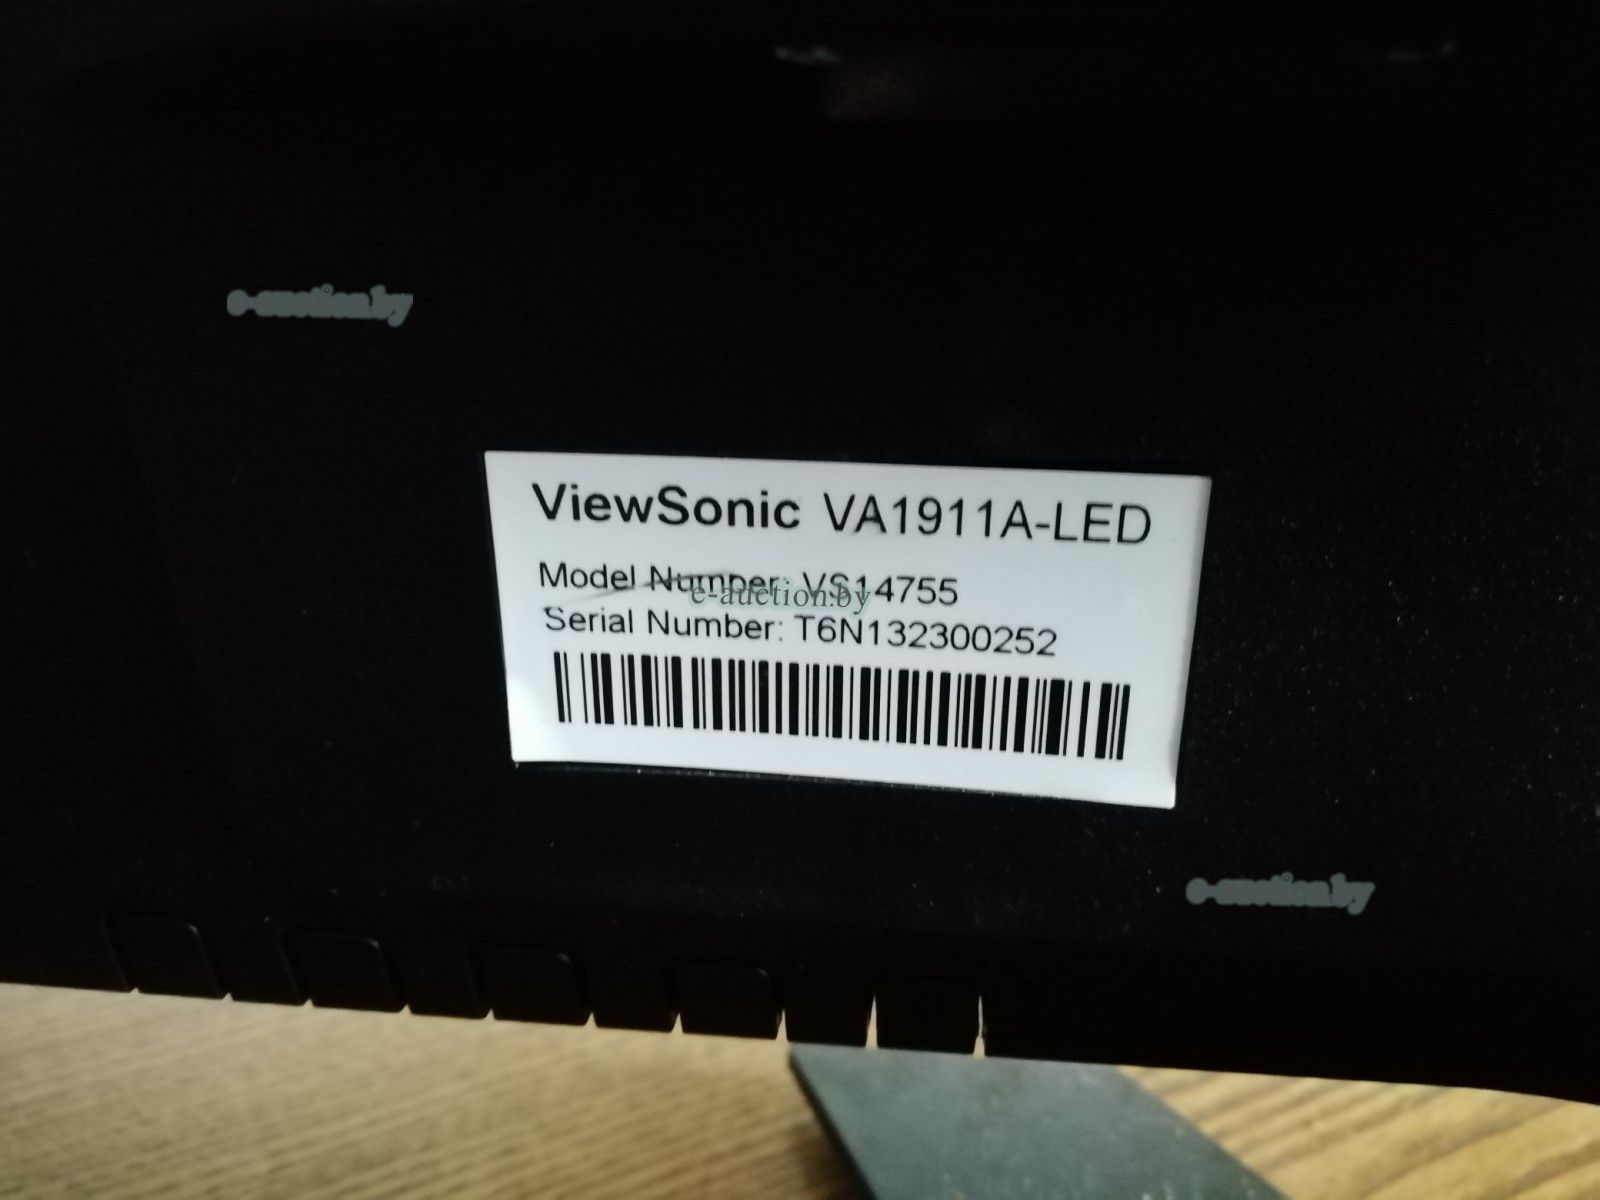 e-auction.by
ViewSonic VA1911A-LED
Model Number: VS14755
e-auction.by
Serial Number: T6N132300252
e-auction.by